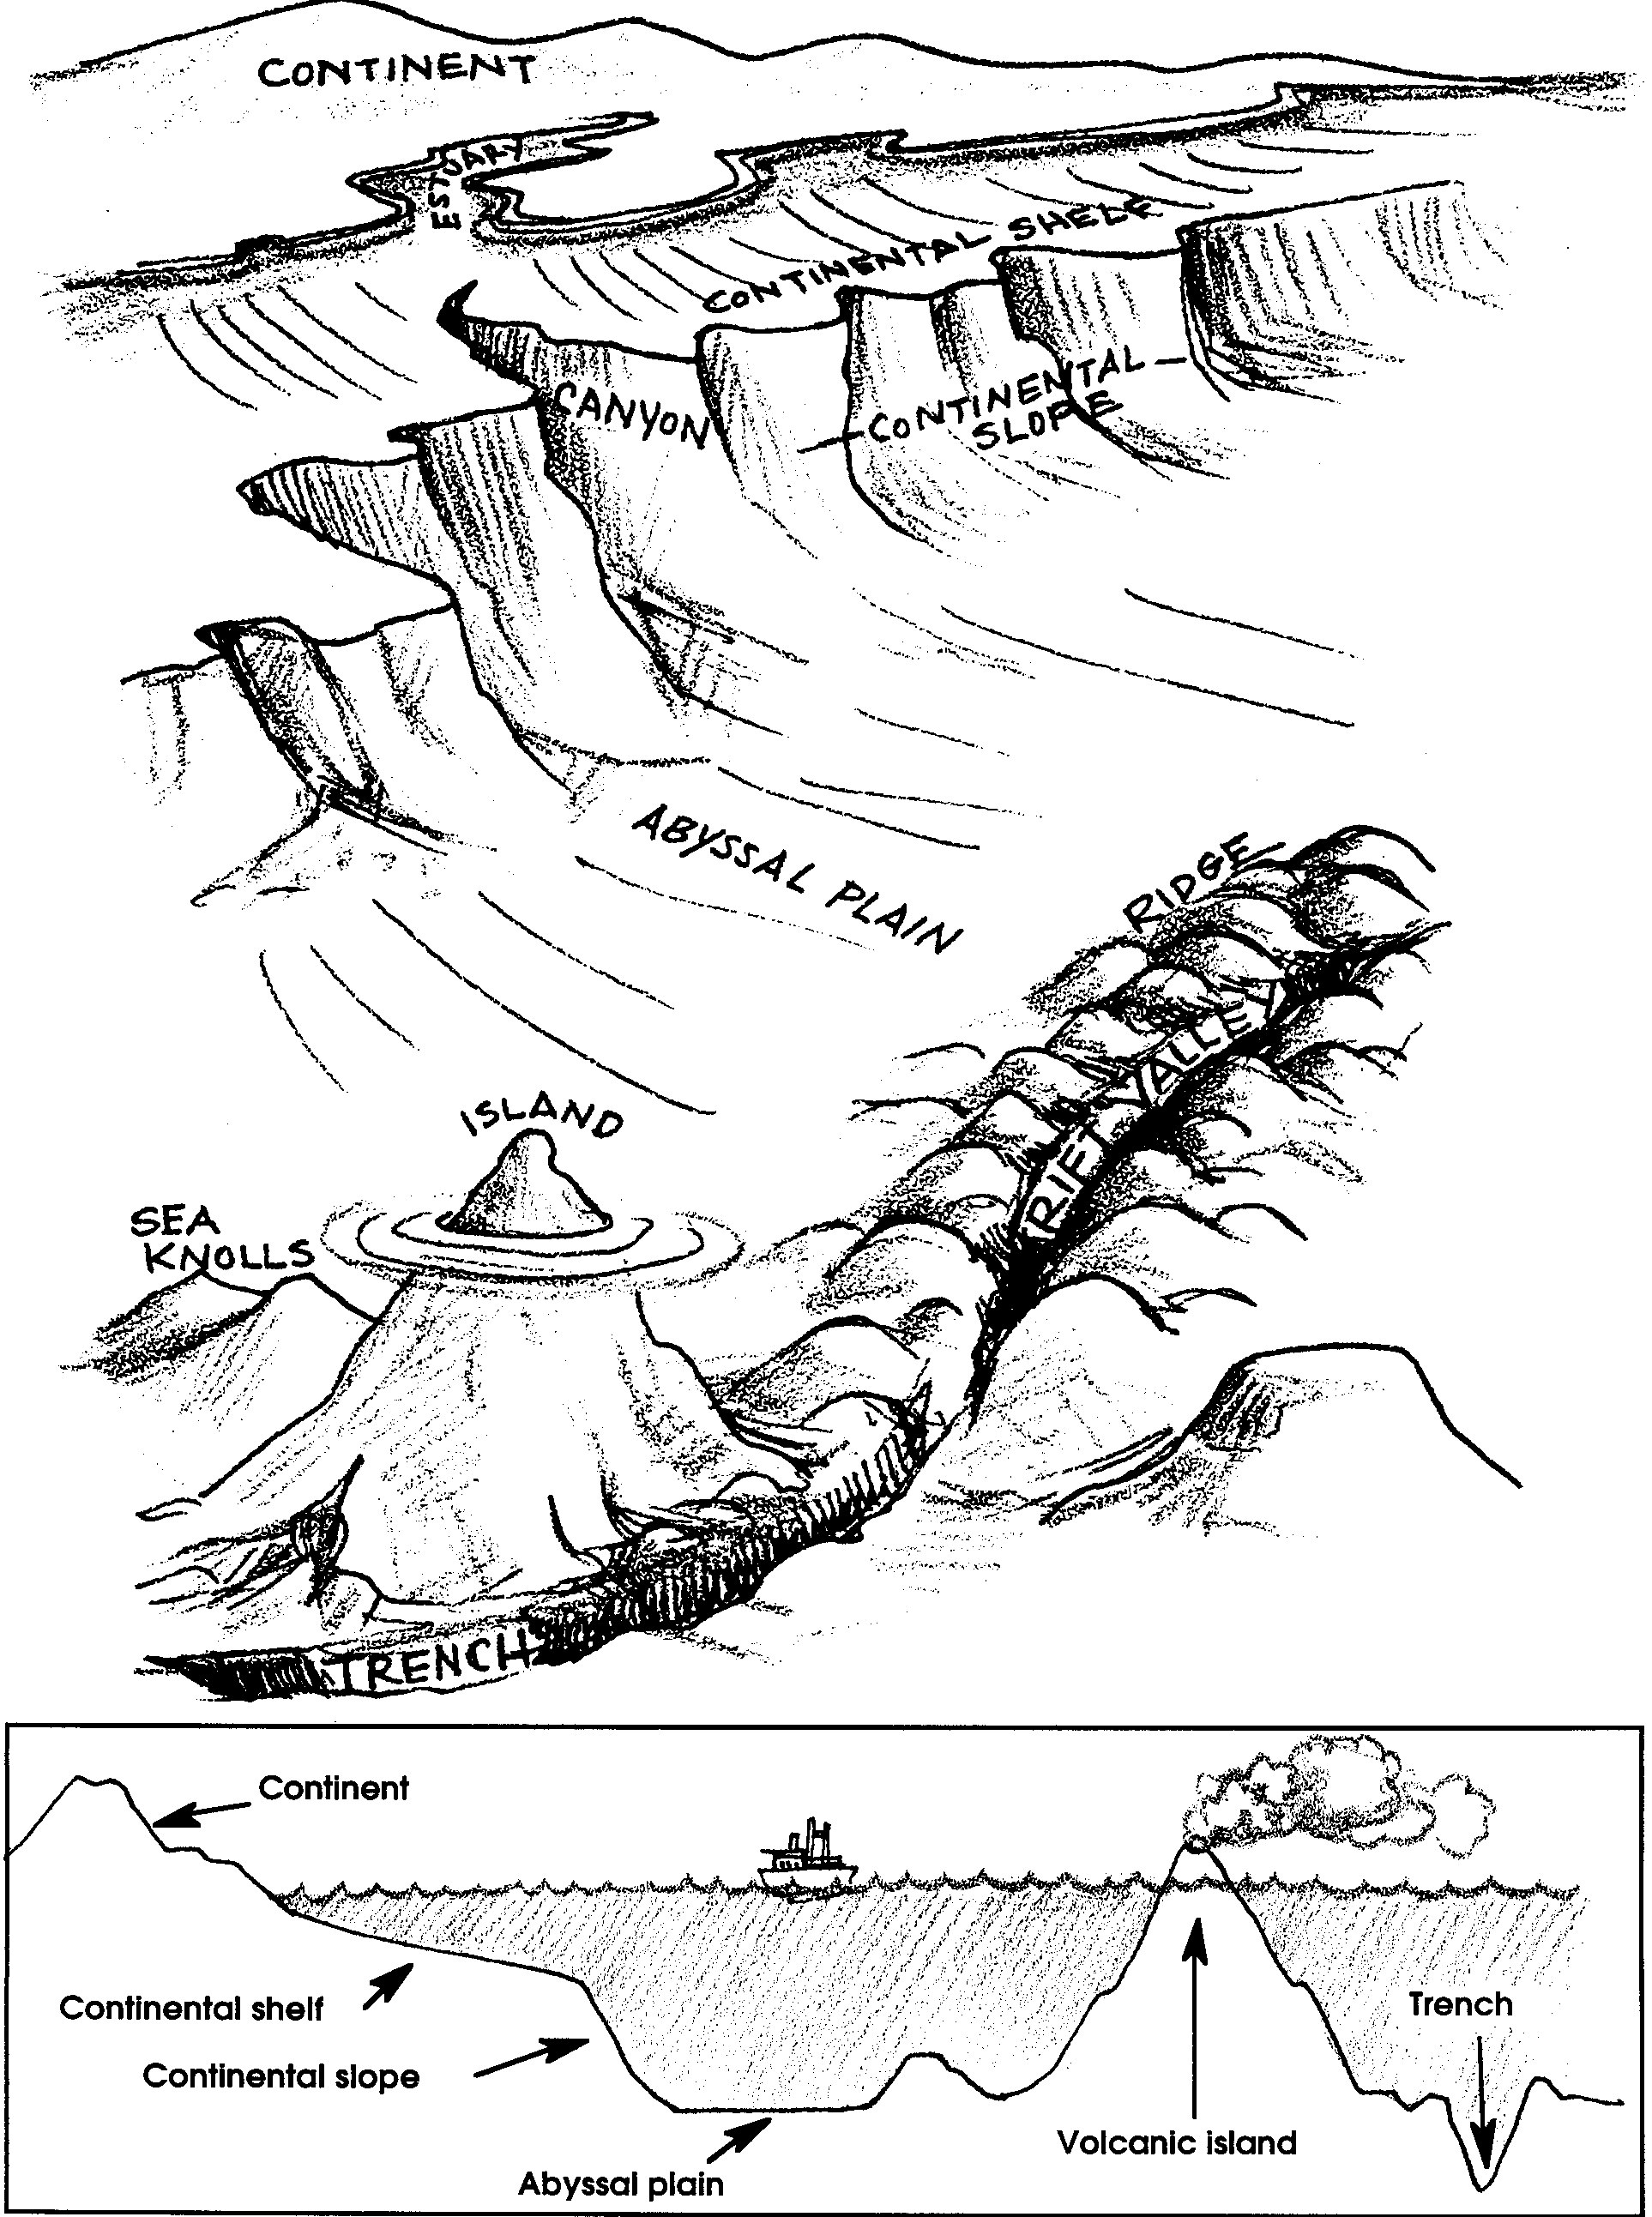 CONTINENT
ESTUARY
CONTINENTAL SHELF
CANYON
CONTINENTAL
SLOPE
ABYSSAL PLAIN
RIDGE
RIFT VALLEY
ISLAND
SEA
KNOLLS
TRENCH
Continent
Continental shelf
Trench
Continental slope
Volcanic island
Abyssal plain